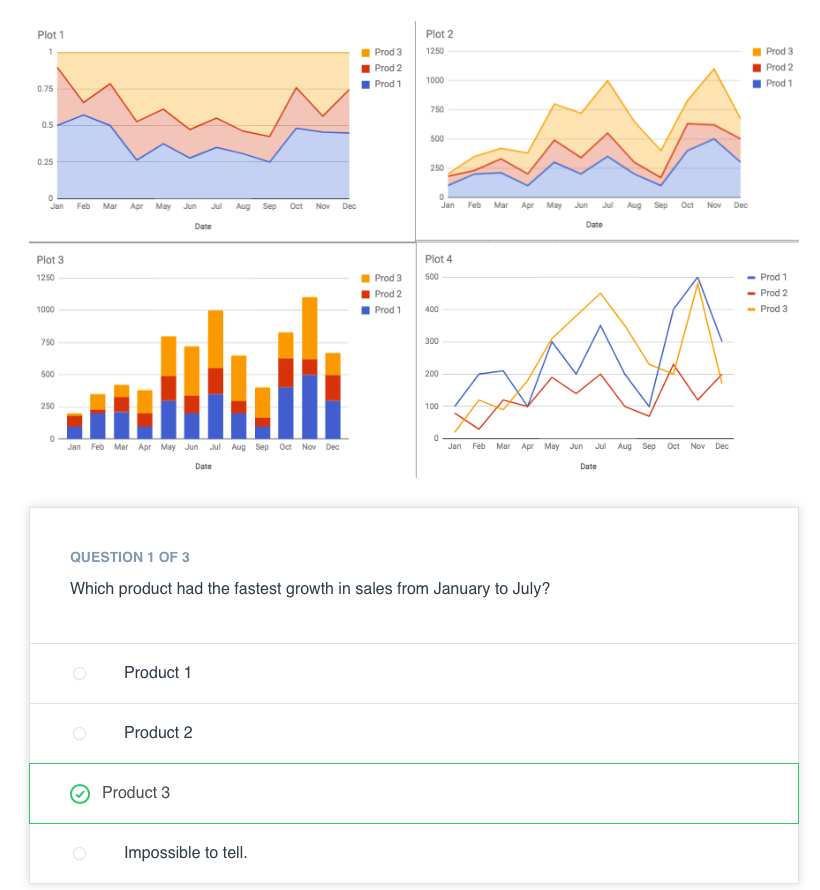 Plot 1
1
0.75
0.5
0.25
0
Jan Feb Mar Apr May Jun Jul Aug Sep Oct Nov Dec
Date
Prod 3
Prod 2
Prod 1
Plot 2
1250
1000
750
500
250
0
Jan Feb Mar Apr May Jun Jul Aug Sep Oct Nov Dec
Date
Prod 3
Prod 2
Prod 1
Plot 3
1250
1000
750
500
250
0
Jan Feb Mar Apr May Jun Jul Aug Sep Oct Nov Dec
Date
Prod 3
Prod 2
Prod 1
Plot 4
500
400
300
200
100
0
Jan Feb Mar Apr May Jun Jul Aug Sep Oct Nov Dec
Date
Prod 1
Prod 2
Prod 3
QUESTION 1 OF 3
Which product had the fastest growth in sales from January to July?
Product 1
Product 2
Product 3
Impossible to tell.